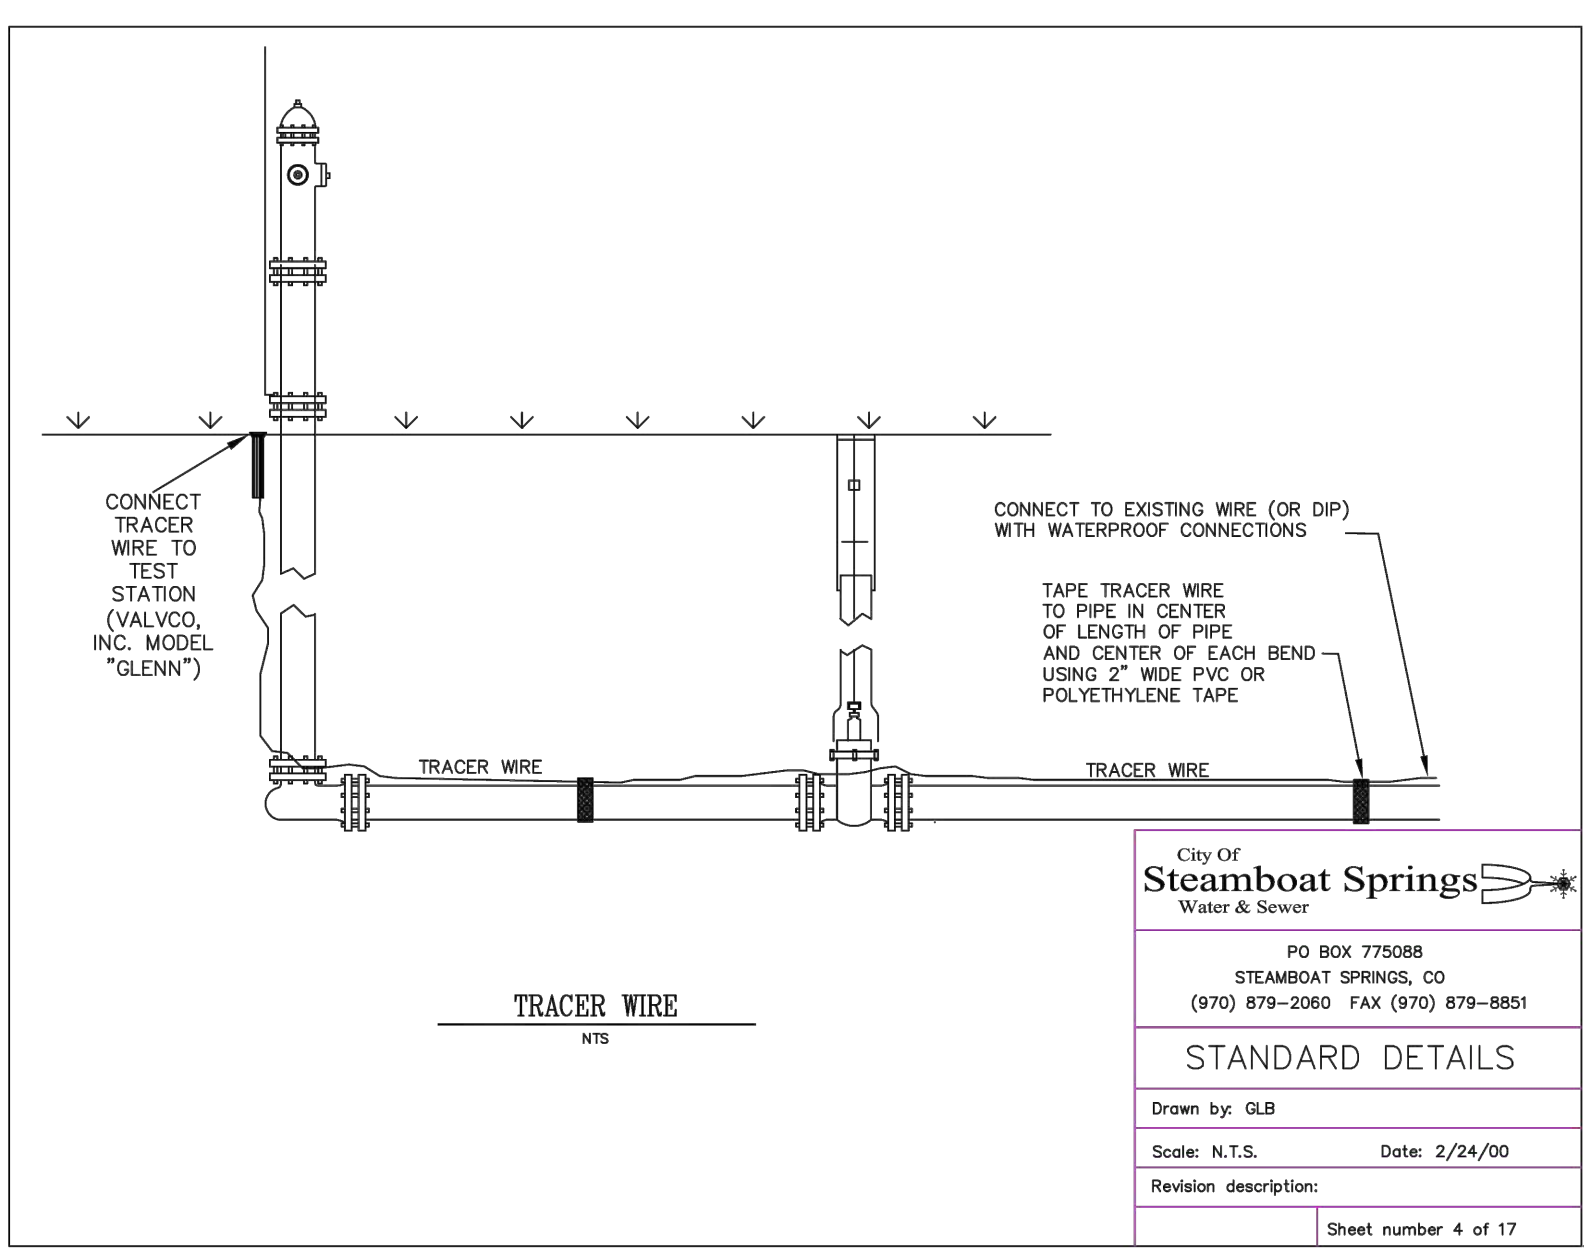 CONNECT
TRACER
WIRE TO
TEST
STATION
(VALVCO,
INC. MODEL
"GLENN")
CONNECT TO EXISTING WIRE (OR DIP)
WITH WATERPROOF CONNECTIONS
TAPE TRACER WIRE
TO PIPE IN CENTER
OF LENGTH OF PIPE
AND CENTER OF EACH BEND
USING 2" WIDE PVC OR
POLYETHYLENE TAPE
TRACER WIRE
TRACER WIRE
TRACER WIRE
NTS
City Of
Steamboat Springs
Water & Sewer
PO BOX 775088
STEAMBOAT SPRINGS, CO
(970) 879-2060 FAX (970) 879-8851
STANDARD DETAILS
Drawn by: GLB
Scale: N.T.S. Date: 2/24/00
Revision description:
Sheet number 4 of 17